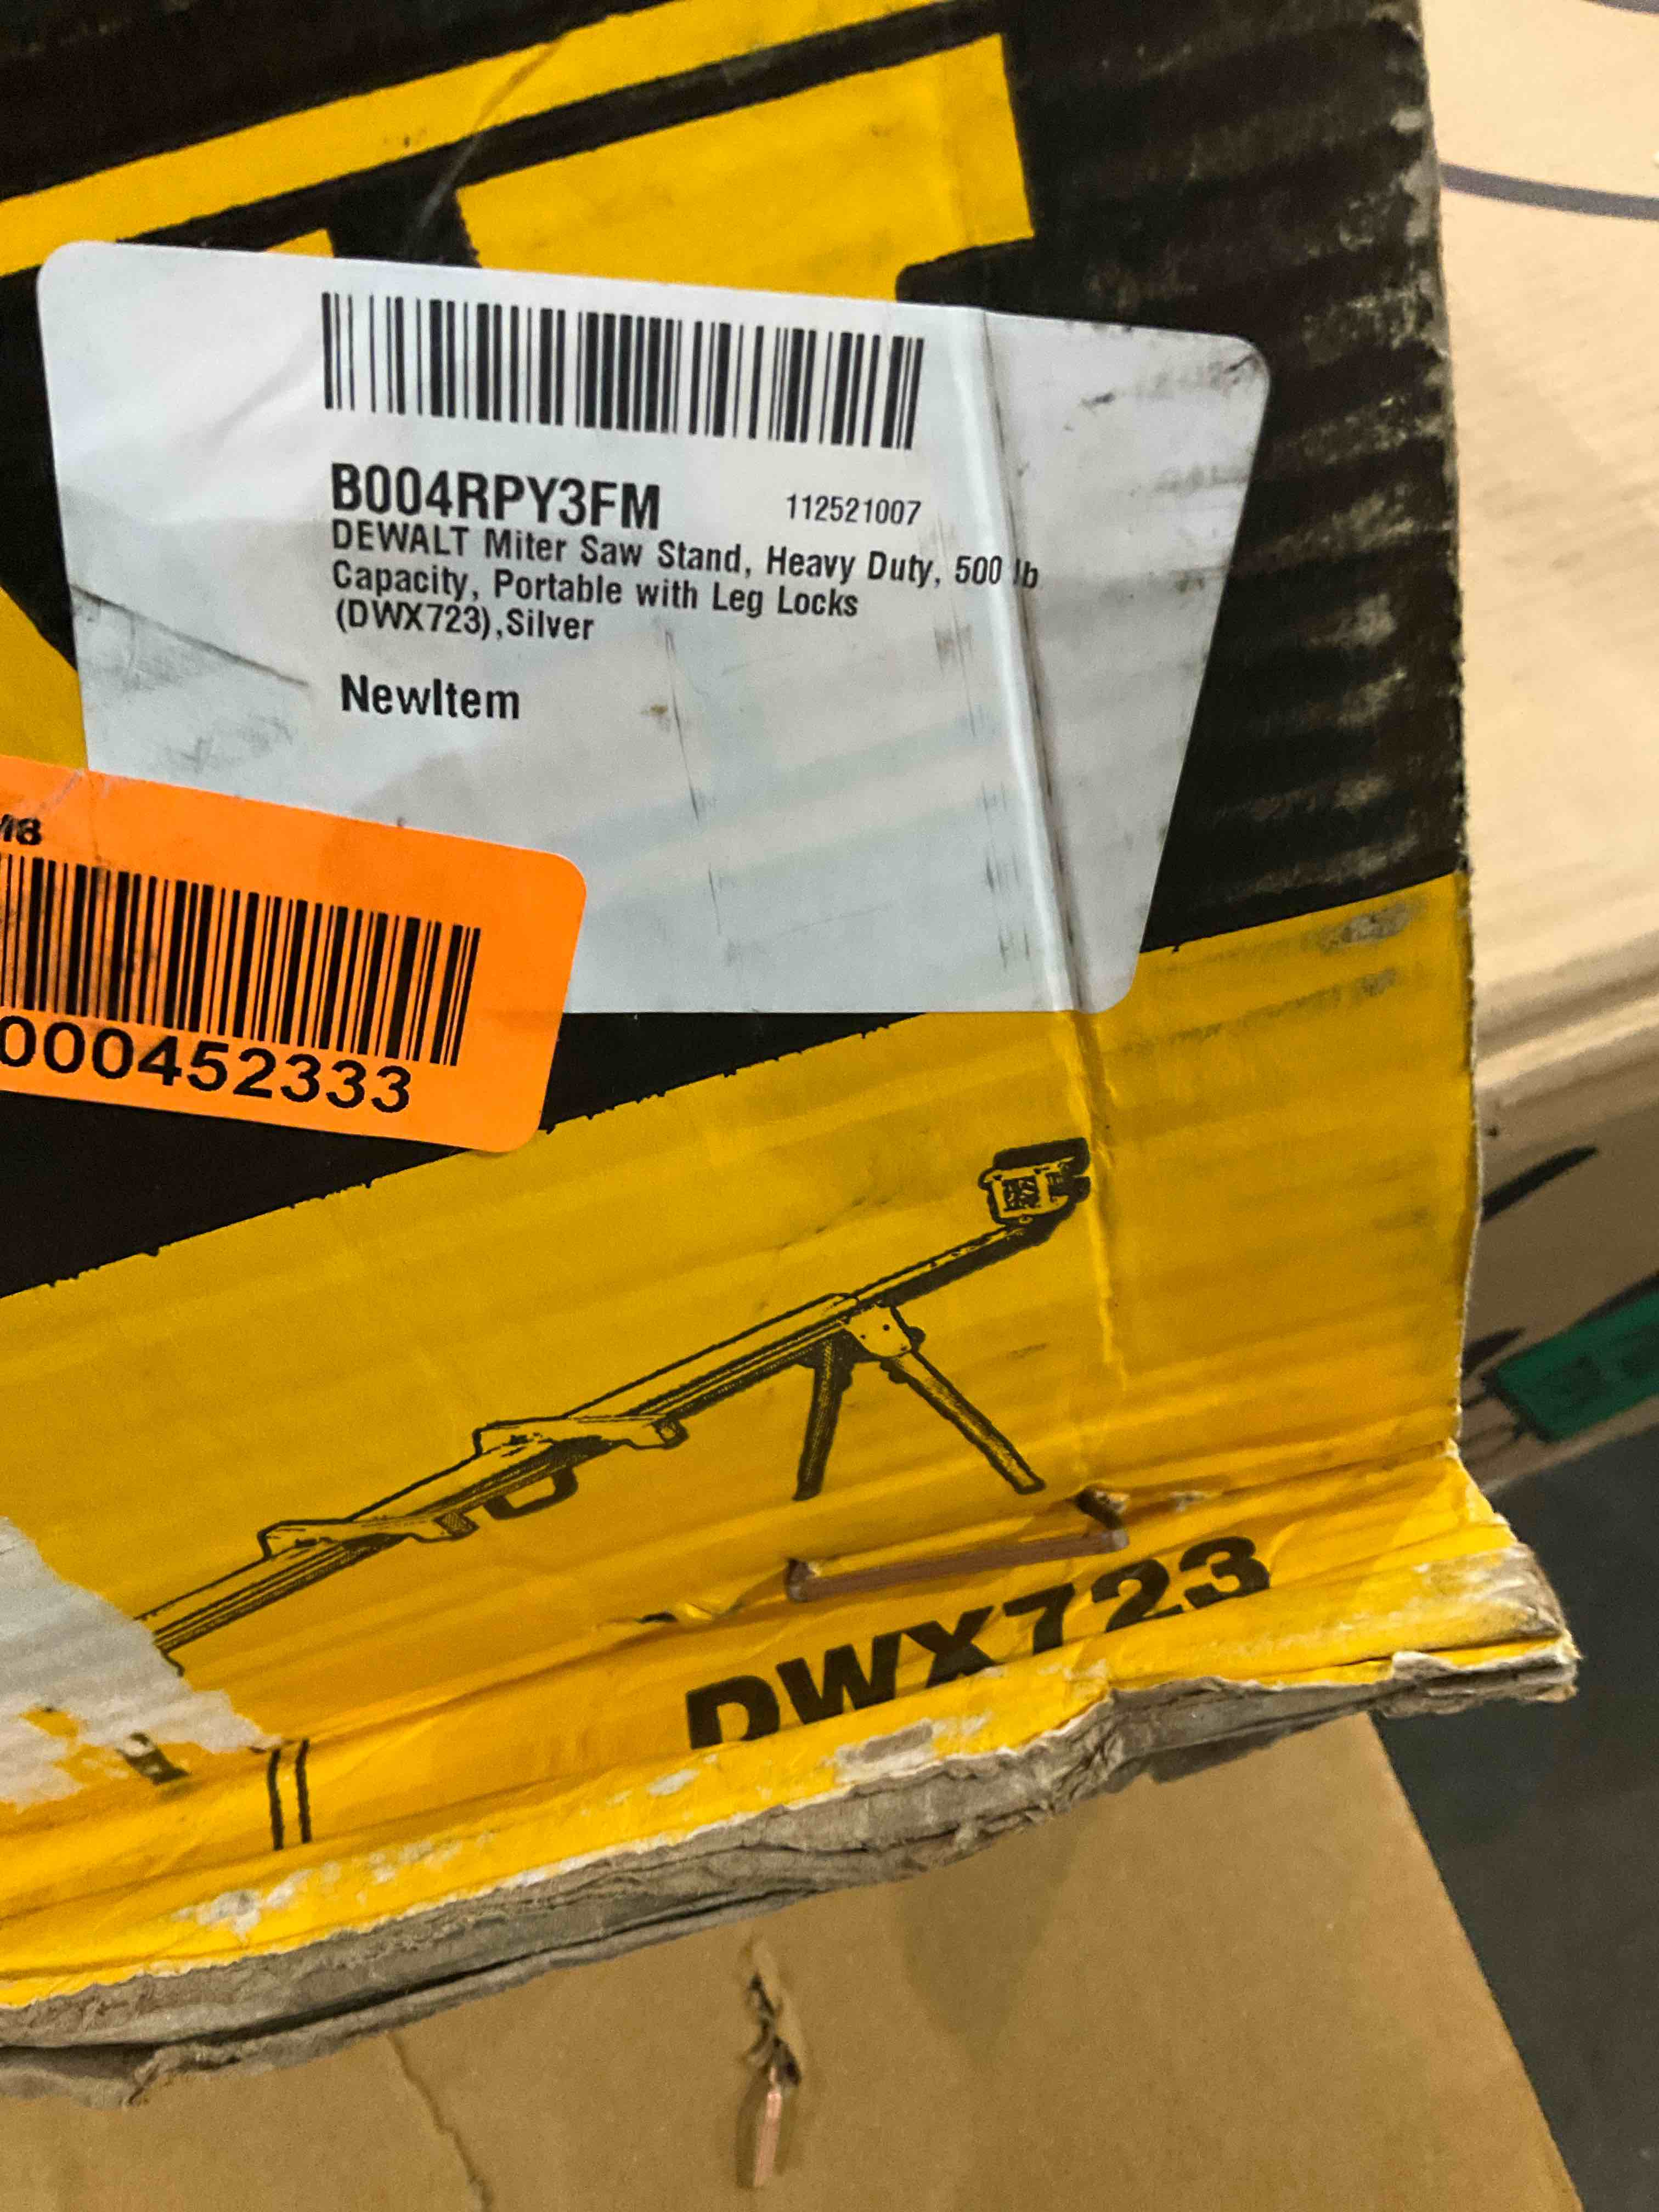 B004RPY3FM 112521007
DEWALT Miter Saw Stand, Heavy Duty, 500 lb
Capacity, Portable with Leg Locks
(DWX723),Silver
NewItem
000452333
DWX723